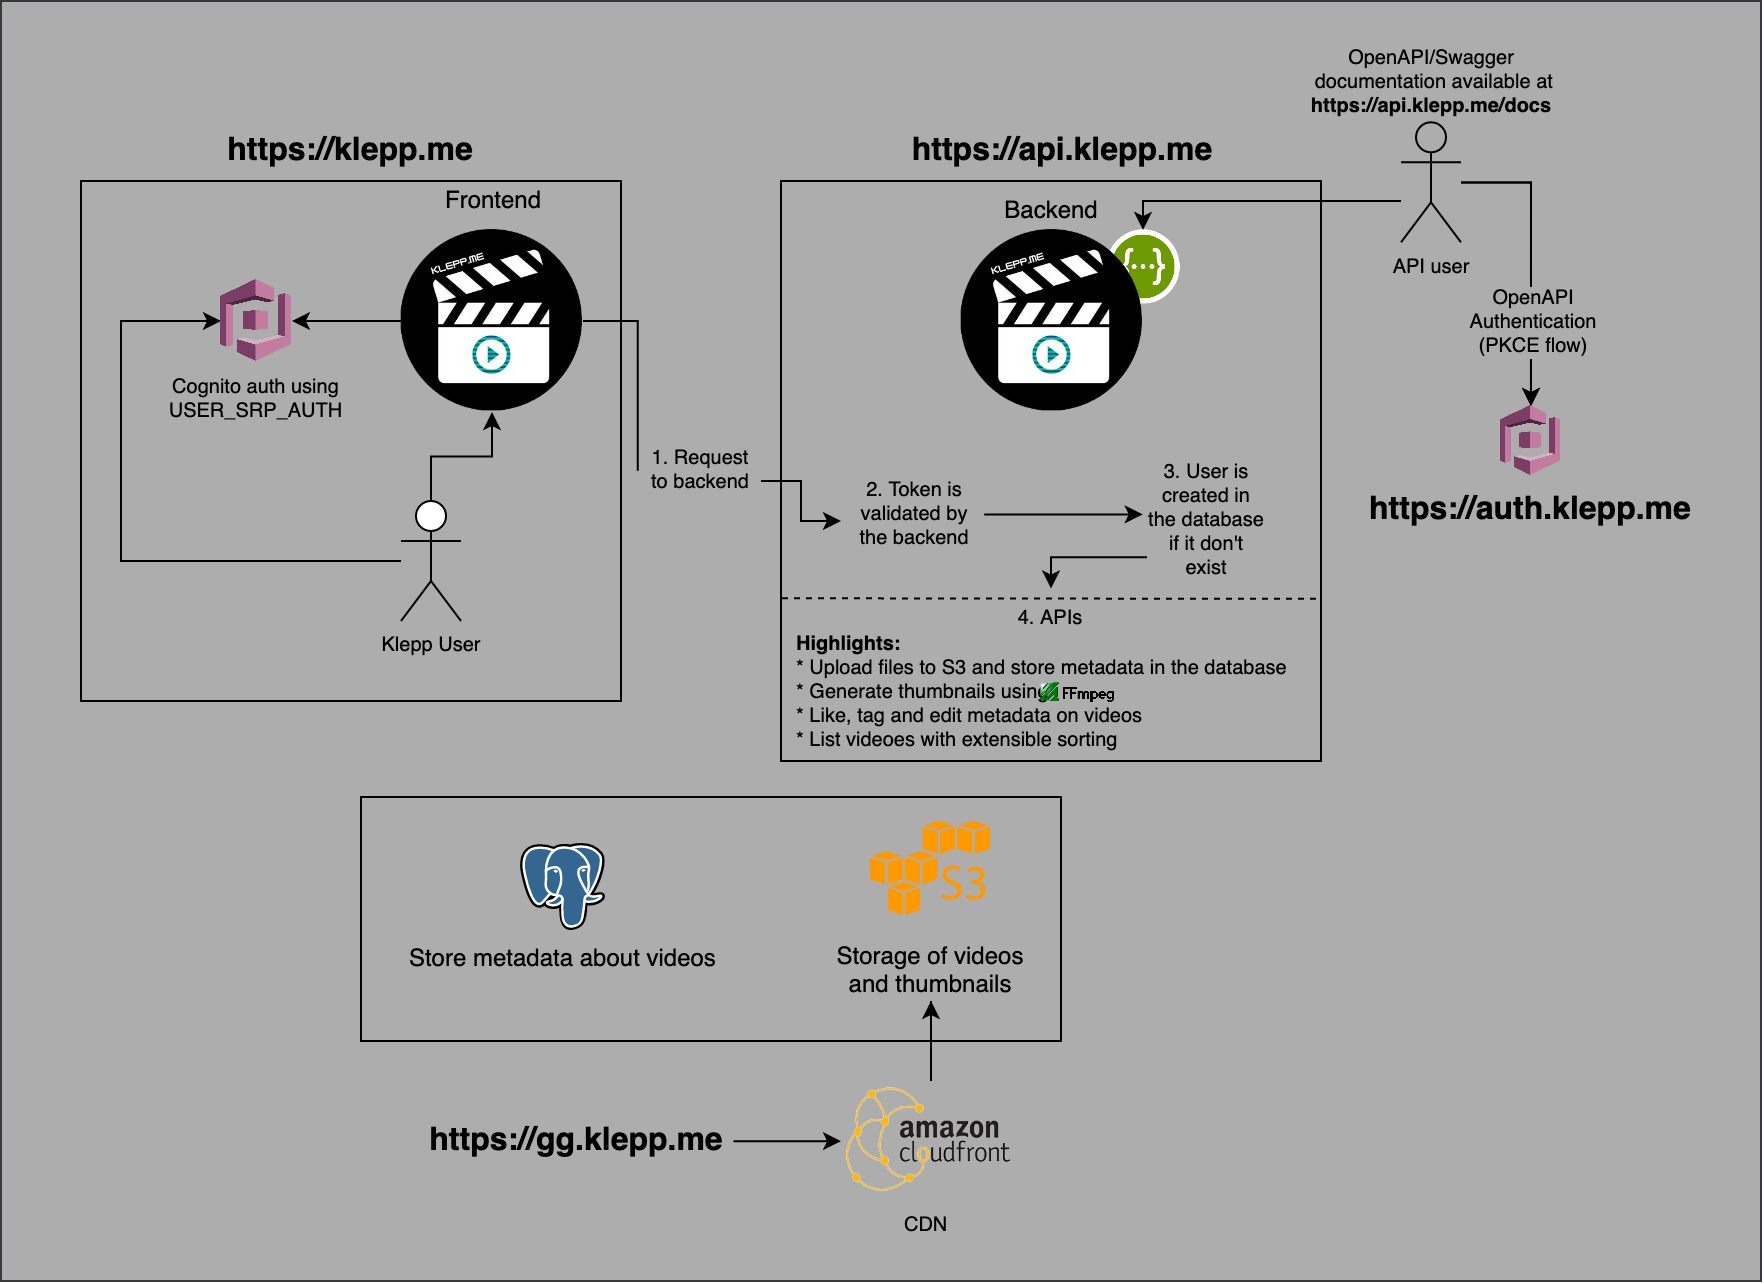 OpenAPI/Swagger
documentation available at
https://api.klepp.me/docs
https://klepp.me
https://api.klepp.me
Frontend
KLEPP.ME
Cognito auth using
USER_SRP_AUTH
Klepp User
1. Request
to backend
Backend
KLEPP.ME
{...}
API user
OpenAPI
Authentication
(PKCE flow)
https://auth.klepp.me
2. Token is
validated by
the backend
3. User is
created in
the database
if it don't
exist
4. APIs
Highlights:
* Upload files to S3 and store metadata in the database
* Generate thumbnails using FFmpeg
* Like, tag and edit metadata on videos
* List videoes with extensible sorting
Store metadata about videos
S3
Storage of videos
and thumbnails
https://gg.klepp.me
amazon
cloudfront
CDN